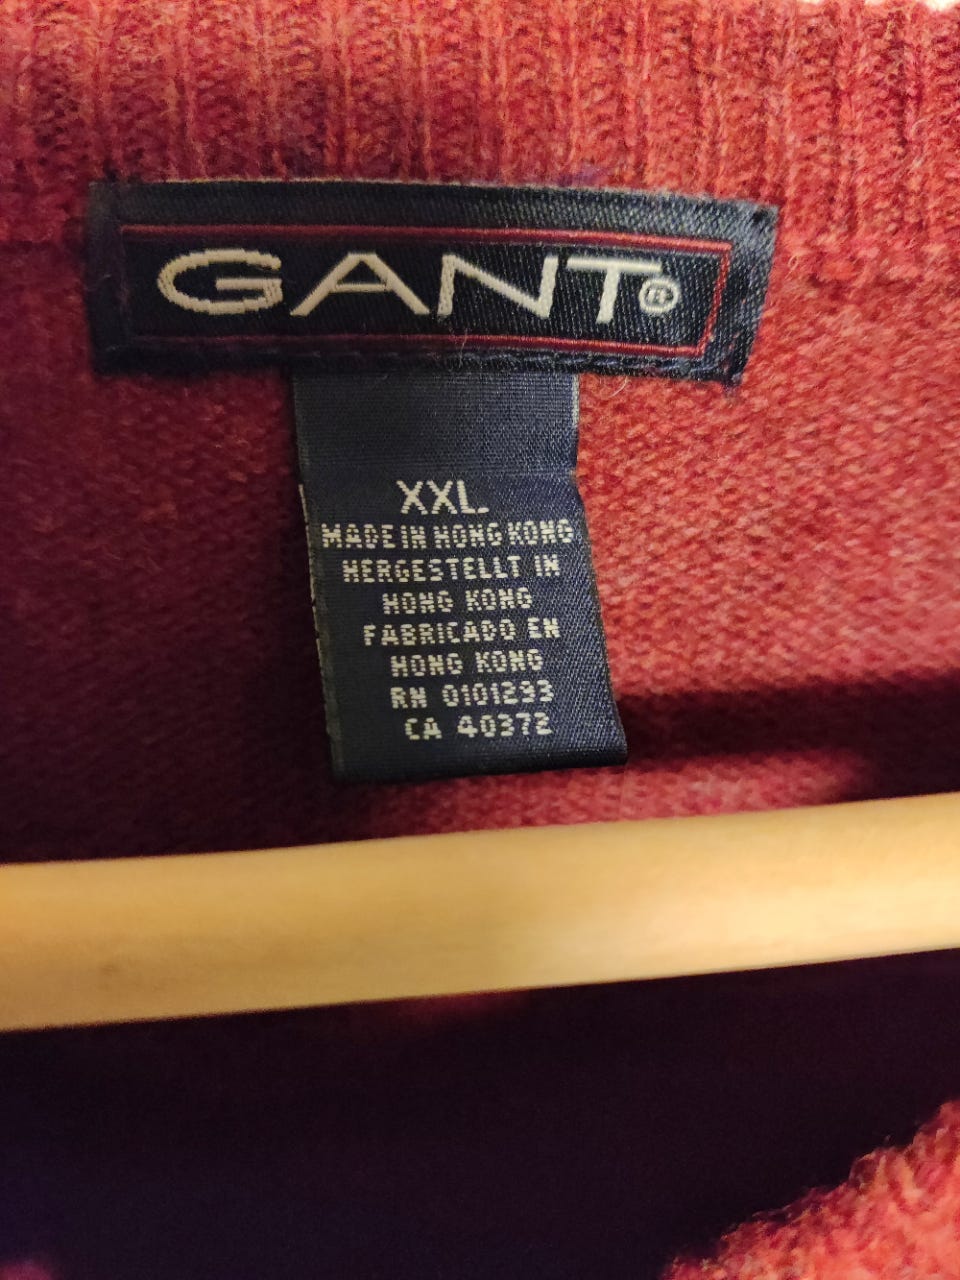 GANT®
XXL
MADE IN HONG KONG
HERGESTELLT IN
HONG KONG
FABRICADO EN
HONG KONG
RN 0101293
CA 40372